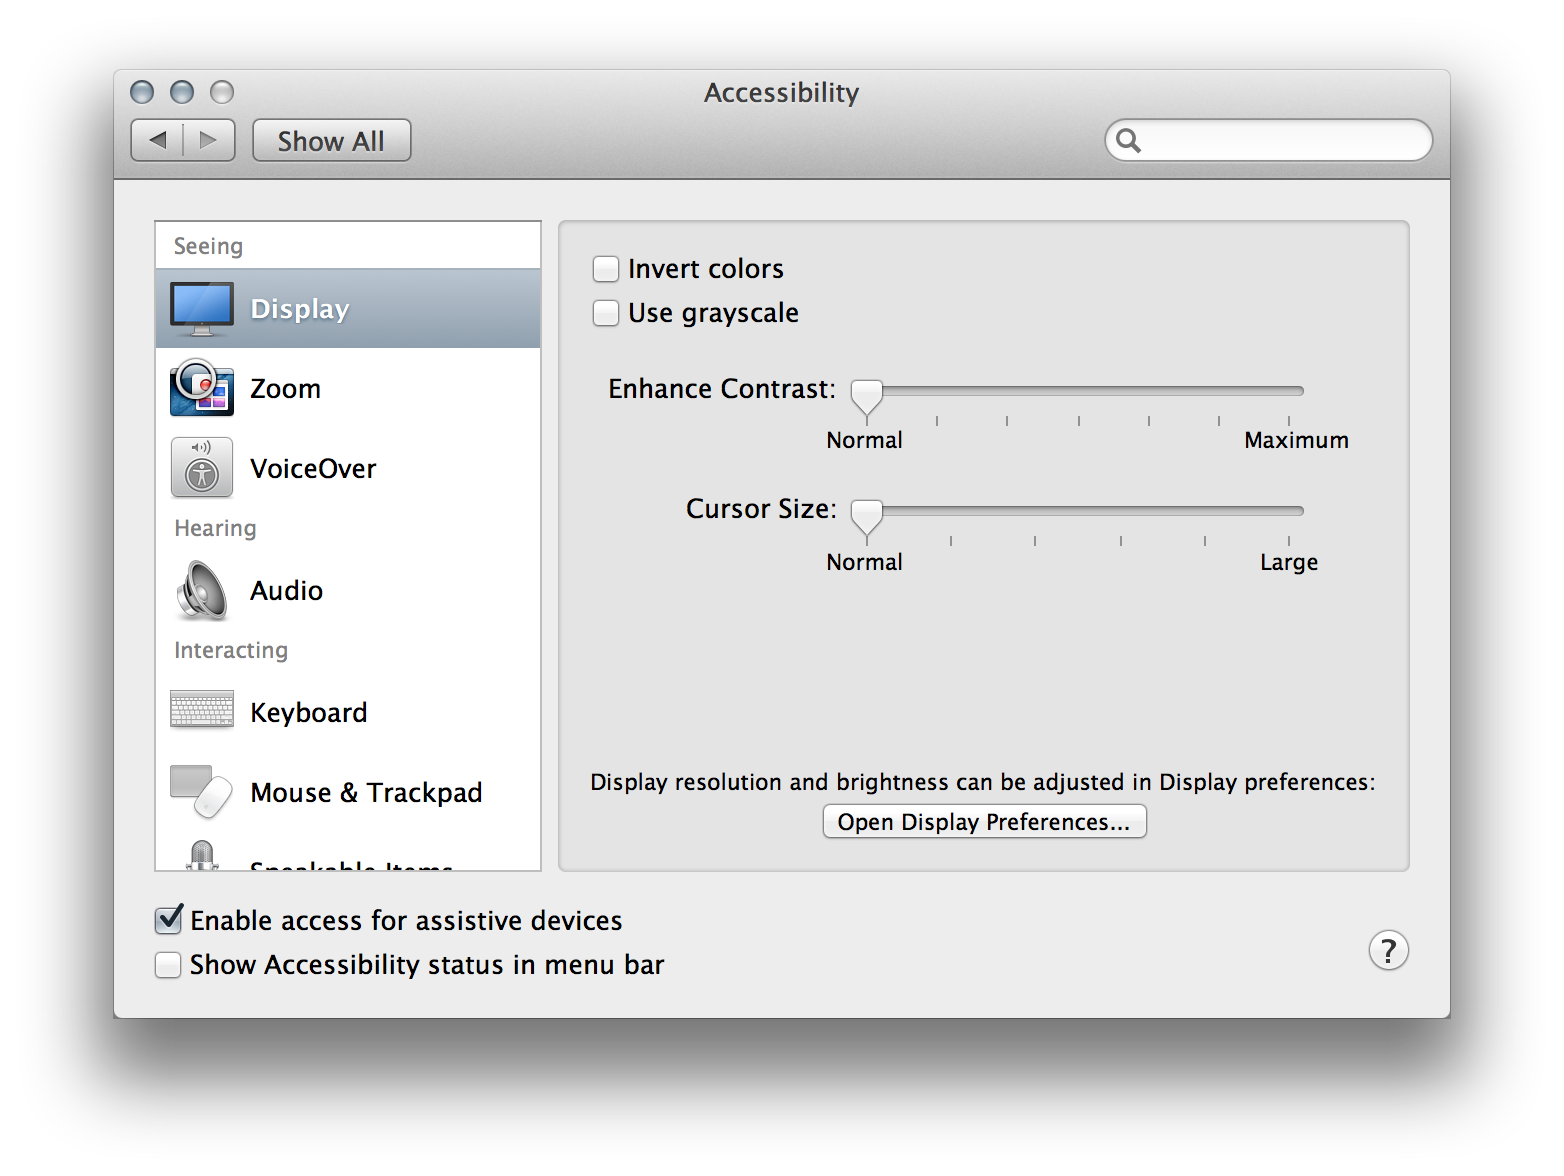 Accessibility
Show All
Seeing
Display
Zoom
VoiceOver
Hearing
Audio
Interacting
Keyboard
Mouse & Trackpad
Speakable Items
Invert colors
Use grayscale
Enhance Contrast:
Normal Maximum
Cursor Size:
Normal Large
Display resolution and brightness can be adjusted in Display preferences:
Open Display Preferences...
Enable access for assistive devices
Show Accessibility status in menu bar
?